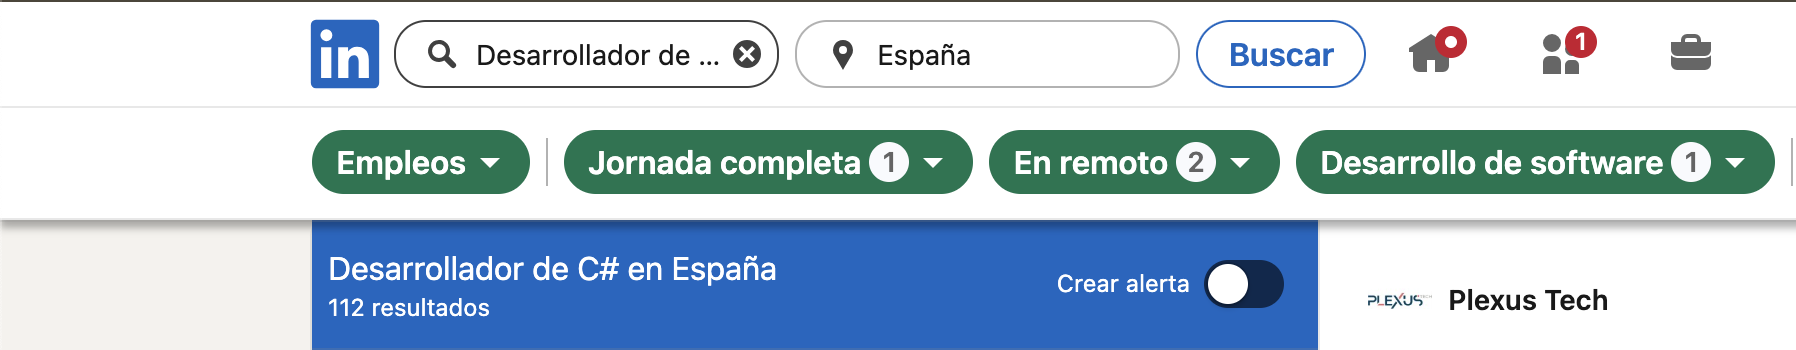 in
Desarrollador de ...
España
Buscar
1
Empleos
Jornada completa 1
En remoto 2
Desarrollo de software 1
Desarrollador de C# en España
112 resultados
Crear alerta
PLEXUS TECH
Plexus Tech